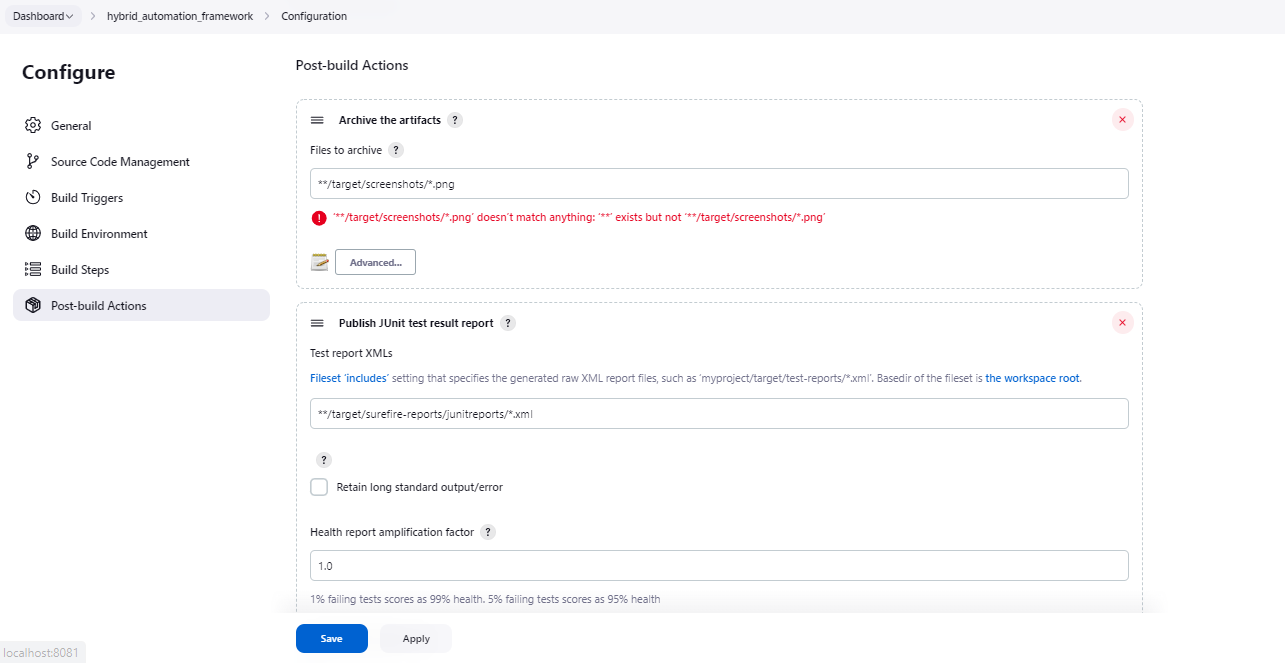 Dashboard
hybrid_automation_framework
Configuration
Configure
General
Source Code Management
Build Triggers
Build Environment
Build Steps
Post-build Actions
Post-build Actions
Archive the artifacts ?
Files to archive ?
**/target/screenshots/*.png
'**/target/screenshots/*.png' doesn't match anything: '**' exists but not '**/target/screenshots/*.png'
Advanced...
Publish JUnit test result report ?
Test report XMLs
Fileset 'includes' setting that specifies the generated raw XML report files, such as 'myproject/target/test-reports/*.xml'. Basedir of the fileset is the workspace root.
**/target/surefire-reports/junitreports/*.xml
?
Retain long standard output/error
Health report amplification factor ?
1.0
1% failing tests scores as 99% health. 5% failing tests scores as 95% health
Save
Apply
localhost:8081